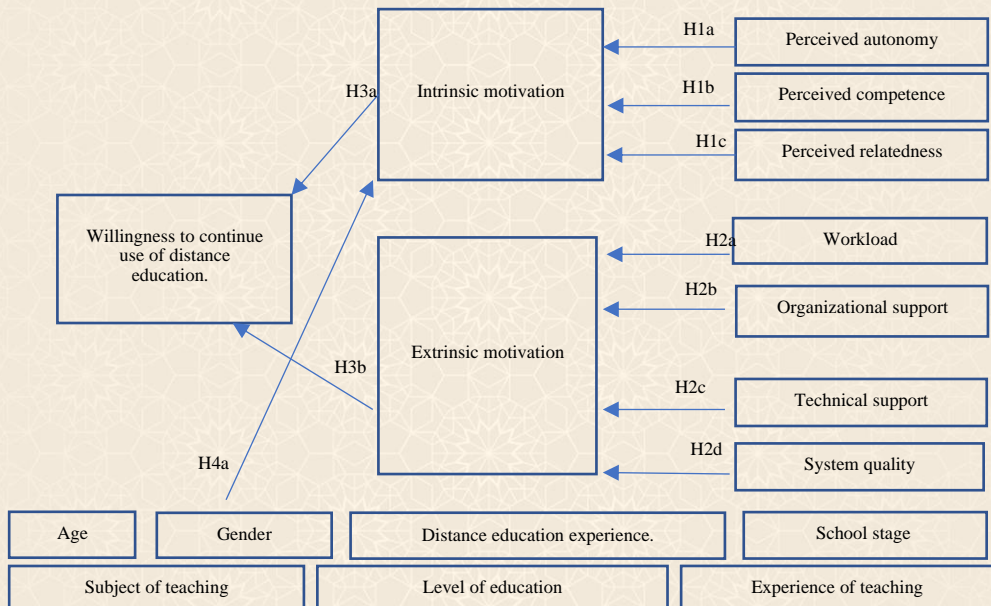 H1a
Perceived autonomy
H3a
Intrinsic motivation
H1b
Perceived competence
H1c
Perceived relatedness
Willingness to continue
use of distance
education.
H2a
Workload
H2b
Organizational support
Extrinsic motivation
H3b
H2c
Technical support
H4a
H2d
System quality
Age
Gender
Distance education experience.
School stage
Subject of teaching
Level of education
Experience of teaching